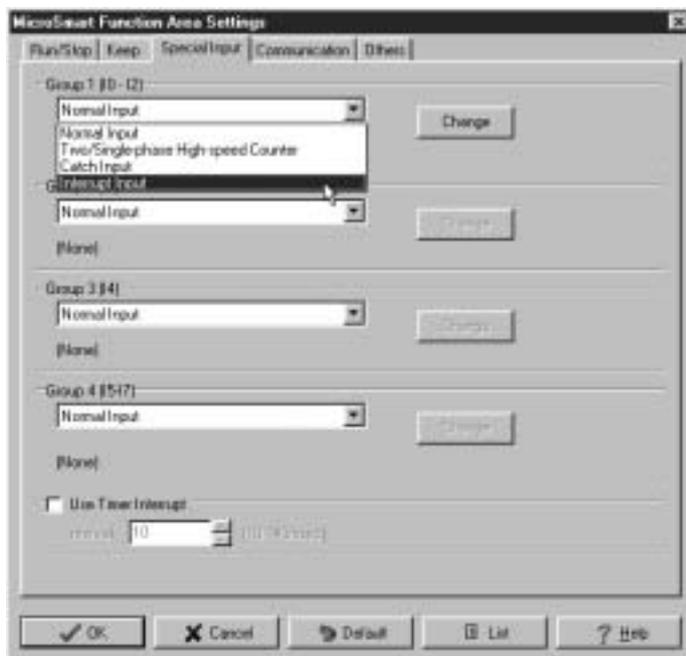 MicroSmart Function Area Settings
Run/Stop Keep Special Input Communication Others
Group 1 (I0 - I2)
Normal Input
Change
Normal Input
Two/Single-phase High-speed Counter
Catch Input
Interrupt Input
G
Normal Input
Change
(None)
Group 3 (I4)
Normal Input
Change
(None)
Group 4 (I5-I7)
Normal Input
Change
(None)
Use Timer Interrupt
Interval 10
OK Cancel Default List ? Help